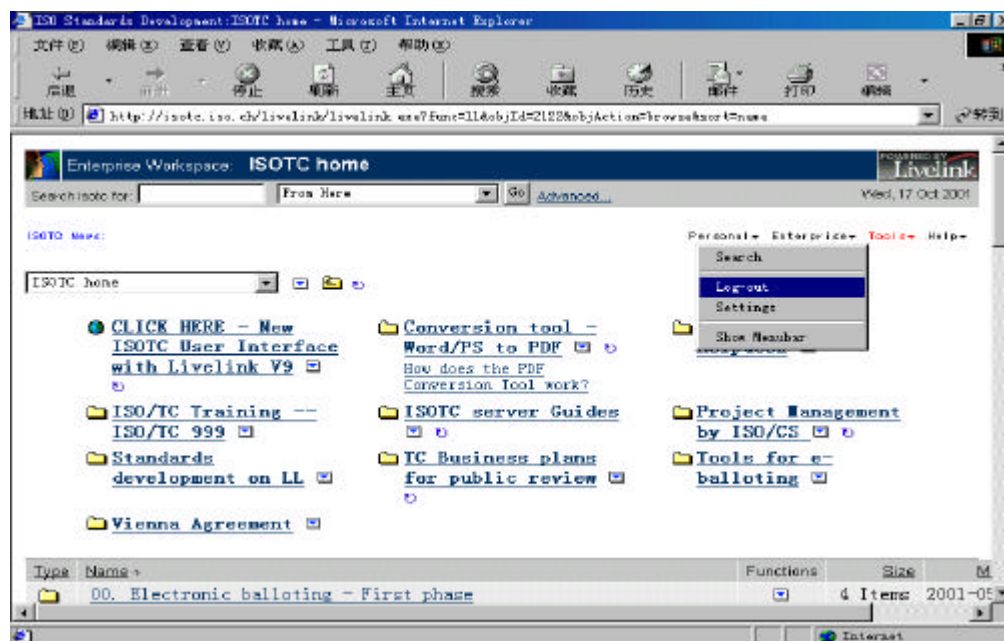 ISO Standards Development:ISOTC home - Microsoft Internet Explorer
文件(F) 编辑(E) 查看(V) 收藏(A) 工具(T) 帮助(H)
后退 前进 停止 刷新 主页 搜索 收藏 历史 邮件 打印 编辑
地址(D) http://isotc.iso.ch/livelink/livelink.exe?func=ll&objId=2122&objAction=browse&sort=name 转到
Enterprise Workspace: ISOTC home
POWERED BY
Livelink
Search isotc for: From Here Go Advanced... Wed, 17 Oct 2001
ISOTC News: Personal Enterprise Tools Help
Search
Log-out
Settings
Show Menubar
ISOTC home
CLICK HERE - New
ISOTC User Interface
with Livelink V9
Conversion tool -
Word/PS to PDF
How does the PDF
Conversion Tool work?
ISO/TC Training --
ISO/TC 999
ISOTC server Guides
Project Management
by ISO/CS
Standards
development on LL
TC Business plans
for public review
Tools for e-
balloting
Vienna Agreement
Type Name Functions Size M
00. Electronic balloting - First phase 4 Items 2001-05
Internet